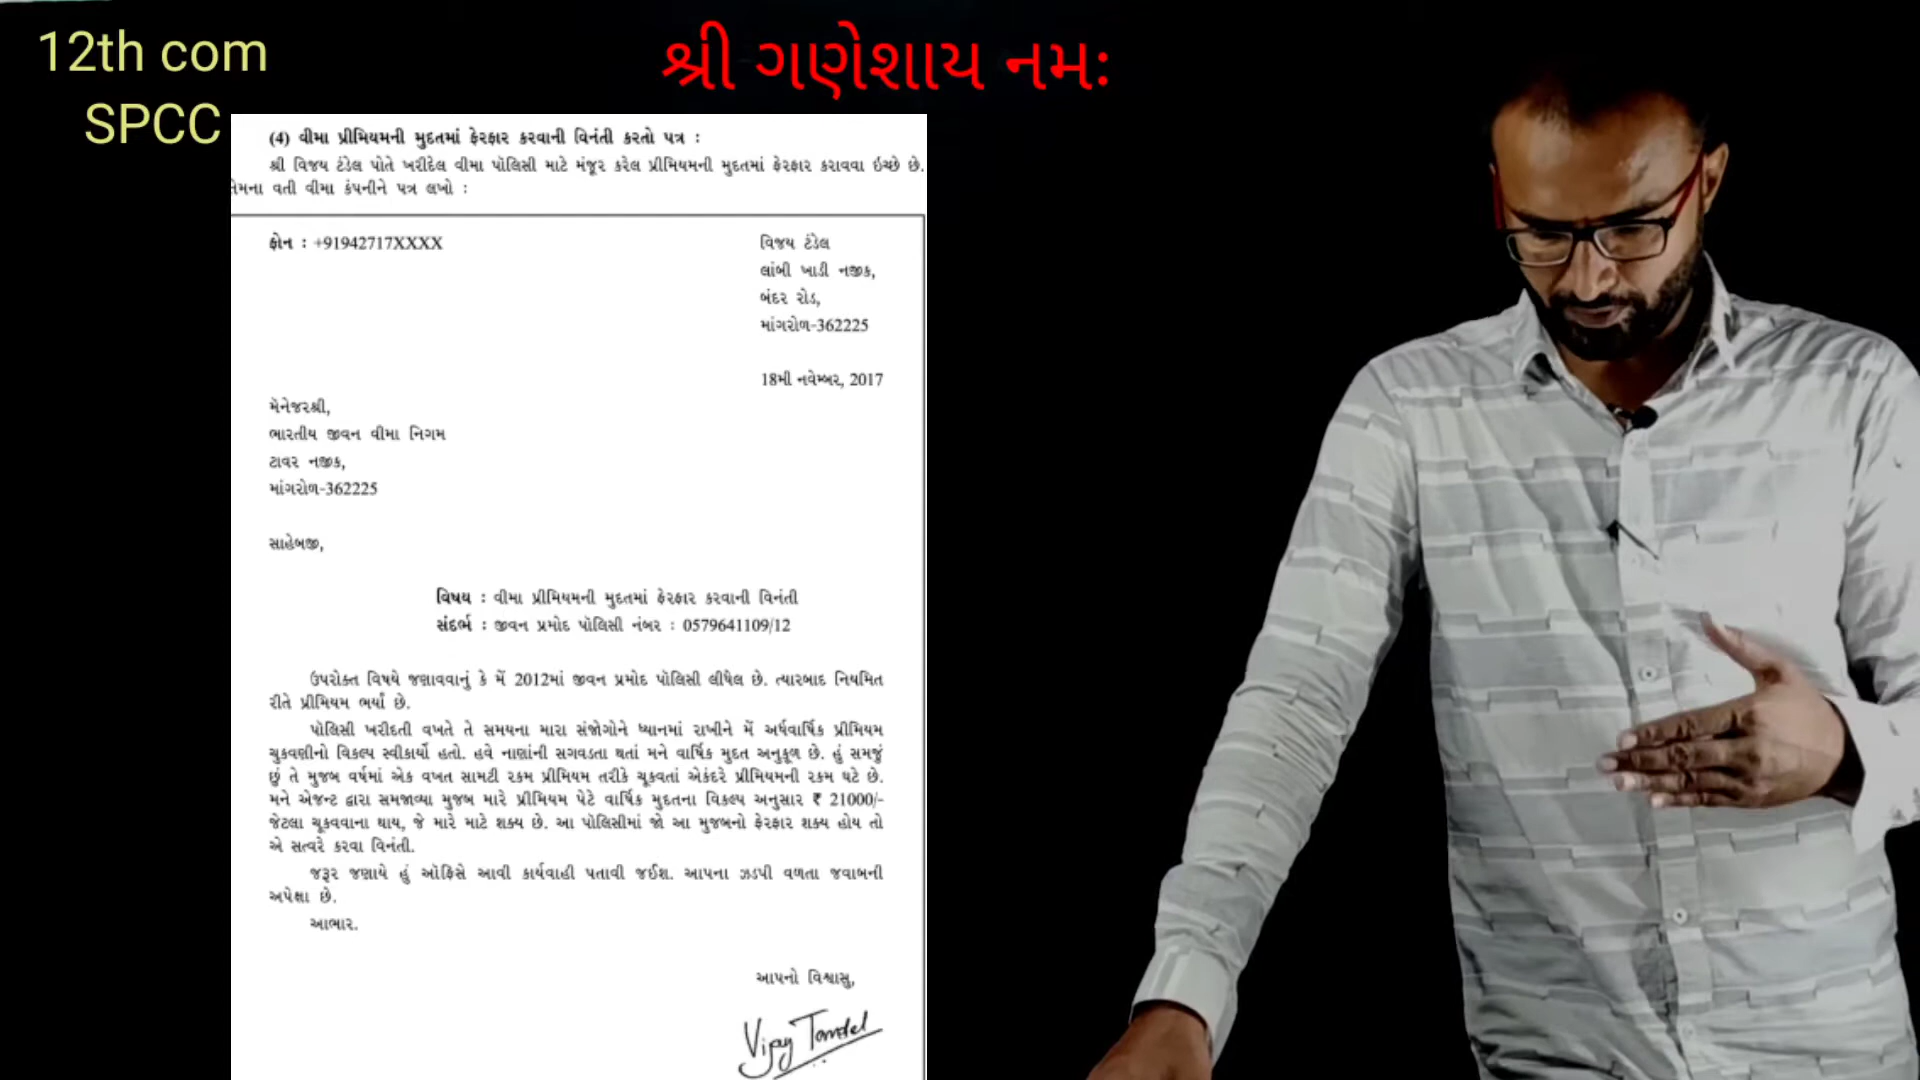 12th com
SPCC
શ્રી ગણેશાય નમઃ
(4) વીમા પ્રીમિયમની મુદતમાં ફેરફાર કરવાની વિનંતી કરતો પત્ર :
શ્રી વિજય ટંડેલ પોતે ખરીદેલ વીમા પૉલિસી માટે મંજૂર કરેલ પ્રીમિયમની મુદતમાં ફેરફાર કરાવવા ઇચ્છે છે.
તેમના વતી વીમા કંપનીને પત્ર લખો :
ફોન : +91942717XXXX
વિજય ટંડેલ
લાંબી ખાડી નજીક,
બંદર રોડ,
માંગરોળ-362225
18મી નવેમ્બર, 2017
મૅનેજરશ્રી,
ભારતીય જીવન વીમા નિગમ
ટાવર નજીક,
માંગરોળ-362225
સાહેબજી,
વિષય : વીમા પ્રીમિયમની મુદતમાં ફેરફાર કરવાની વિનંતી
સંદર્ભ : જીવન પ્રમોદ પૉલિસી નંબર : 0579641109/12
ઉપરોક્ત વિષયે જણાવવાનું કે મેં 2012માં જીવન પ્રમોદ પૉલિસી લીધેલ છે. ત્યારબાદ નિયમિત
રીતે પ્રીમિયમ ભર્યાં છે.
પૉલિસી ખરીદતી વખતે તે સમયના મારા સંજોગોને ધ્યાનમાં રાખીને મેં અર્ધવાર્ષિક પ્રીમિયમ
ચુકવણીનો વિકલ્પ સ્વીકાર્યો હતો. હવે નાણાંની સગવડતા થતાં મને વાર્ષિક મુદત અનુકૂળ છે. હું સમજું
છું તે મુજબ વર્ષમાં એક વખત સામટી રકમ પ્રીમિયમ તરીકે ચૂકવતાં એકંદરે પ્રીમિયમની રકમ ઘટે છે.
મને એજન્ટ દ્વારા સમજાવ્યા મુજબ મારે પ્રીમિયમ પેટે વાર્ષિક મુદતના વિકલ્પ અનુસાર ₹ 21000/-
જેટલા ચૂકવવાના થાય, જે મારે માટે શક્ય છે. આ પૉલિસીમાં જો આ મુજબનો ફેરફાર શક્ય હોય તો
એ સત્વરે કરવા વિનંતી.
જરૂર જણાયે હું ઑફિસે આવી કાર્યવાહી પતાવી જઈશ. આપના ઝડપી વળતા જવાબની
અપેક્ષા છે.
આભાર.
આપનો વિશ્વાસુ,
Vijay Tandel